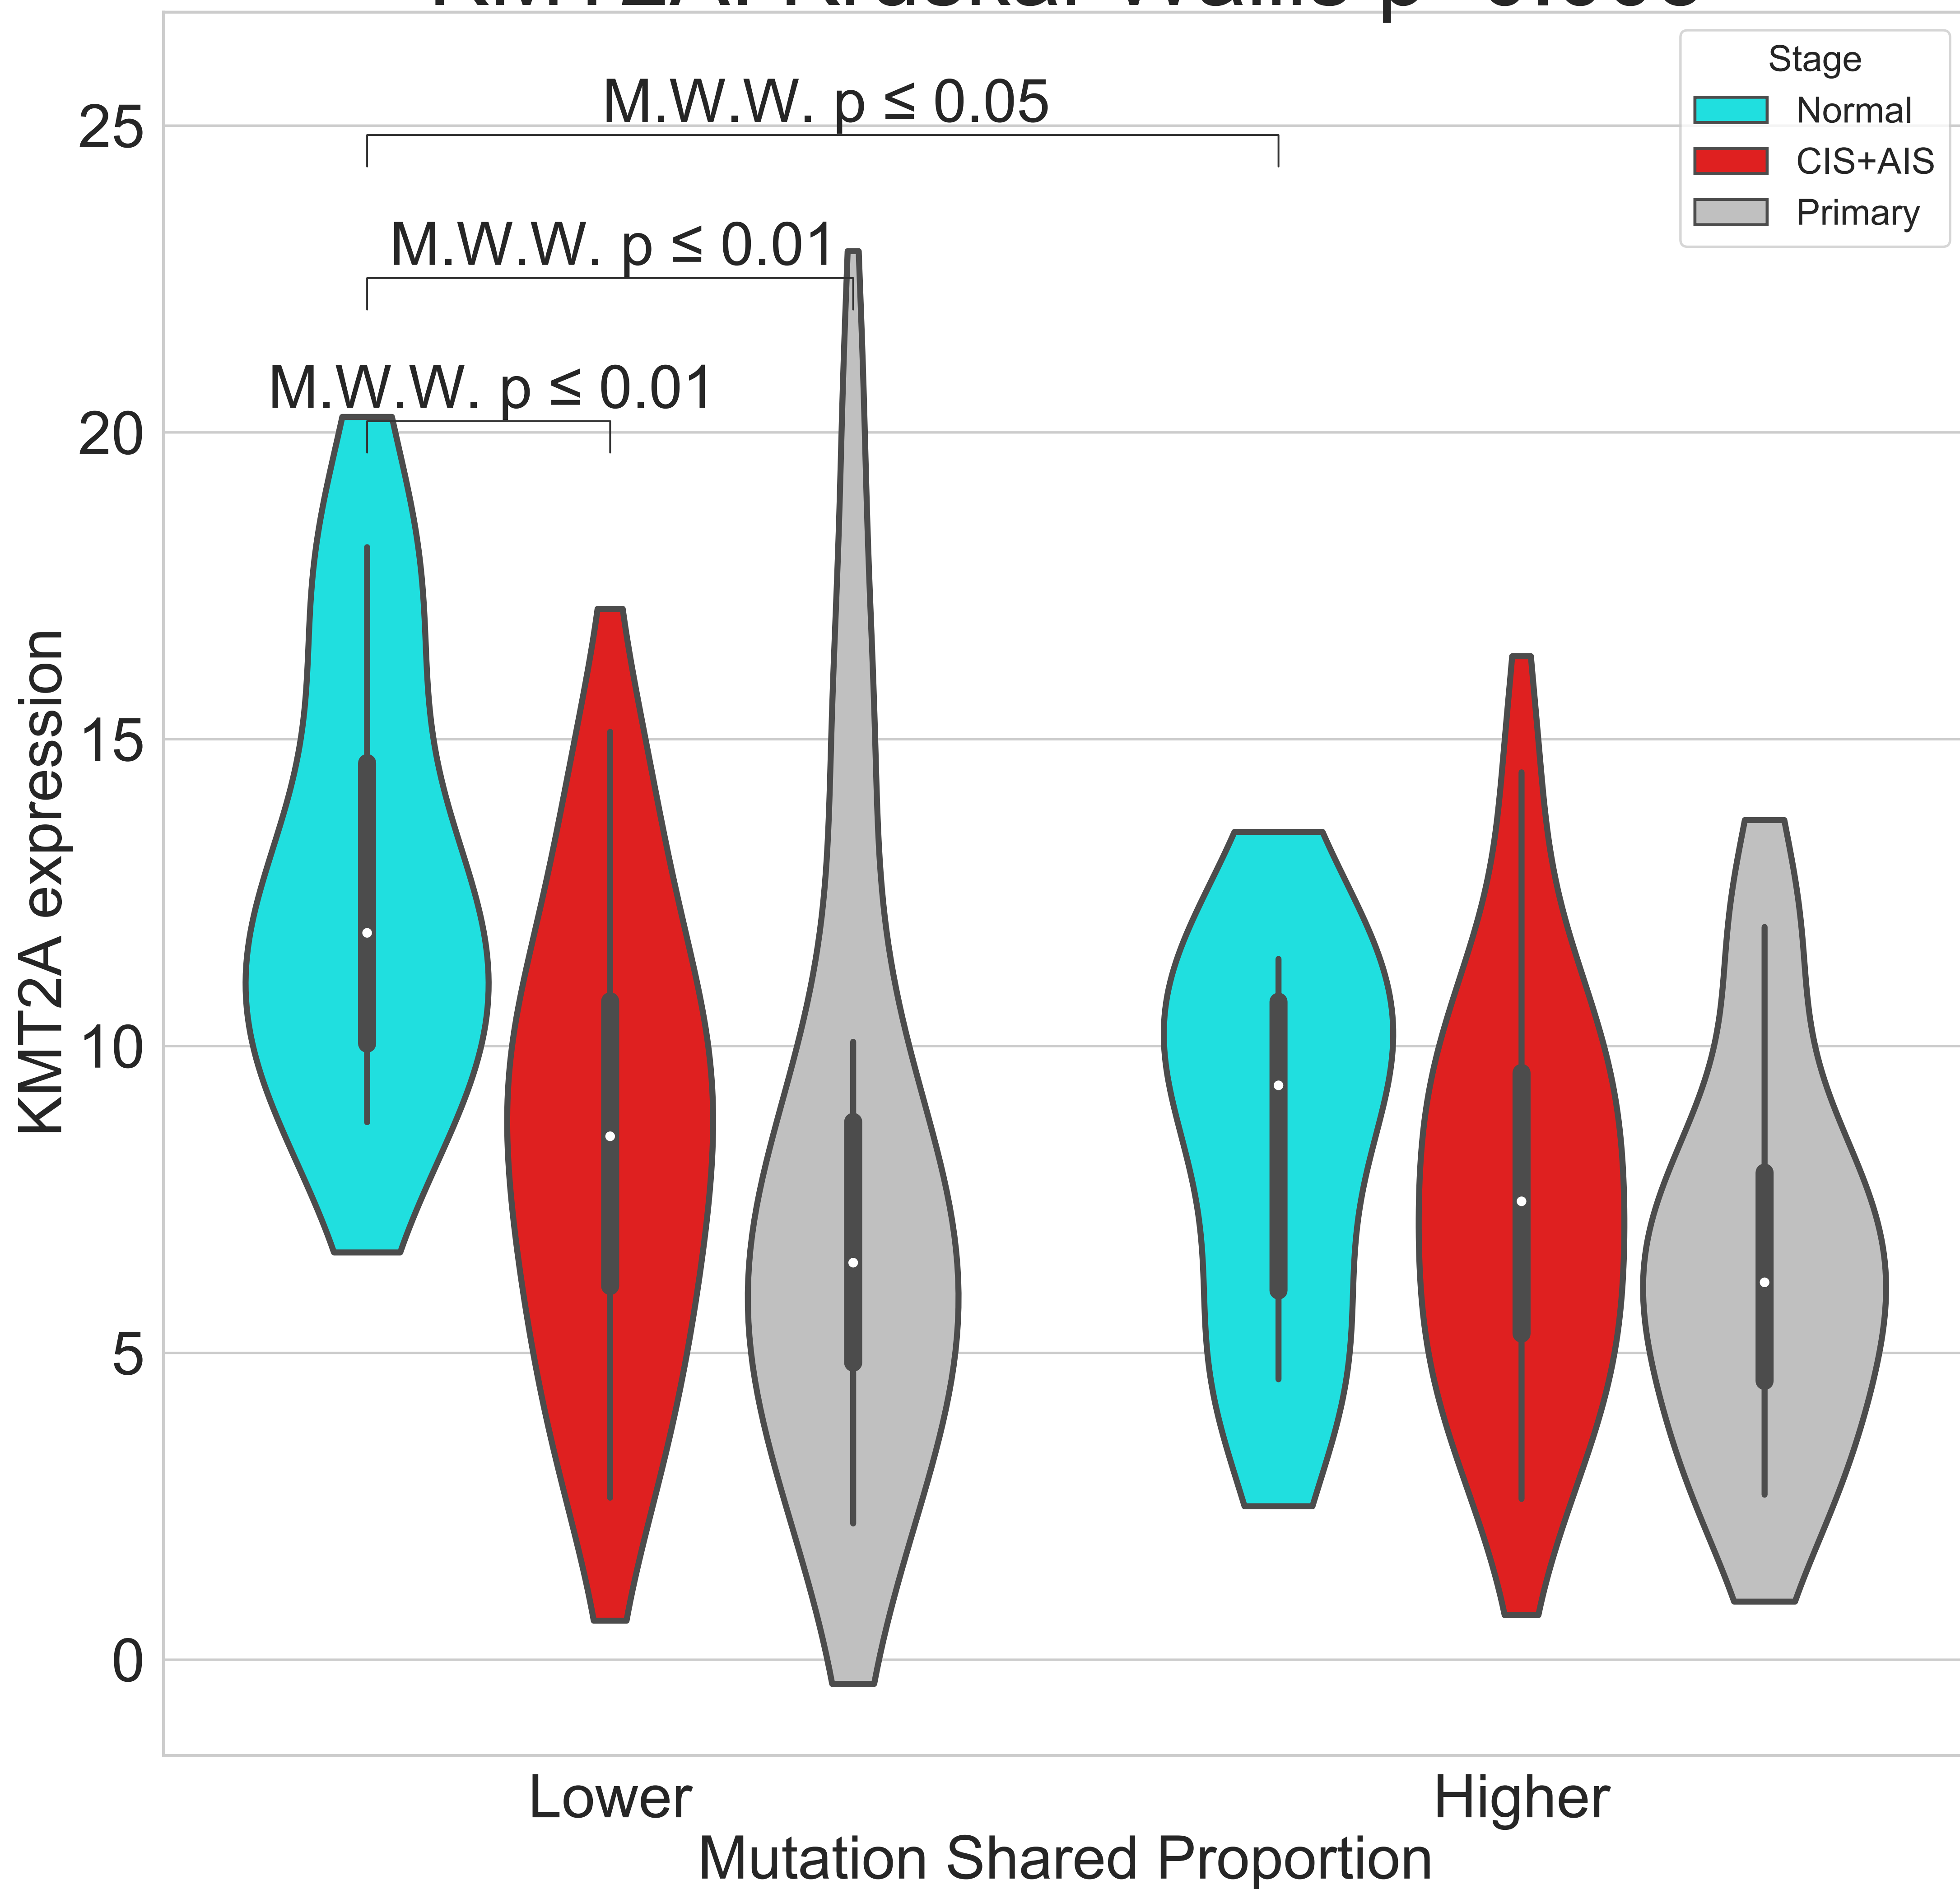 Stage
Normal
CIS+AIS
Primary
M.W.W. p ≤ 0.05
M.W.W. p ≤ 0.01
M.W.W. p ≤ 0.01
25
20
15
10
5
0
KMT2A expression
Lower
Higher
Mutation Shared Proportion